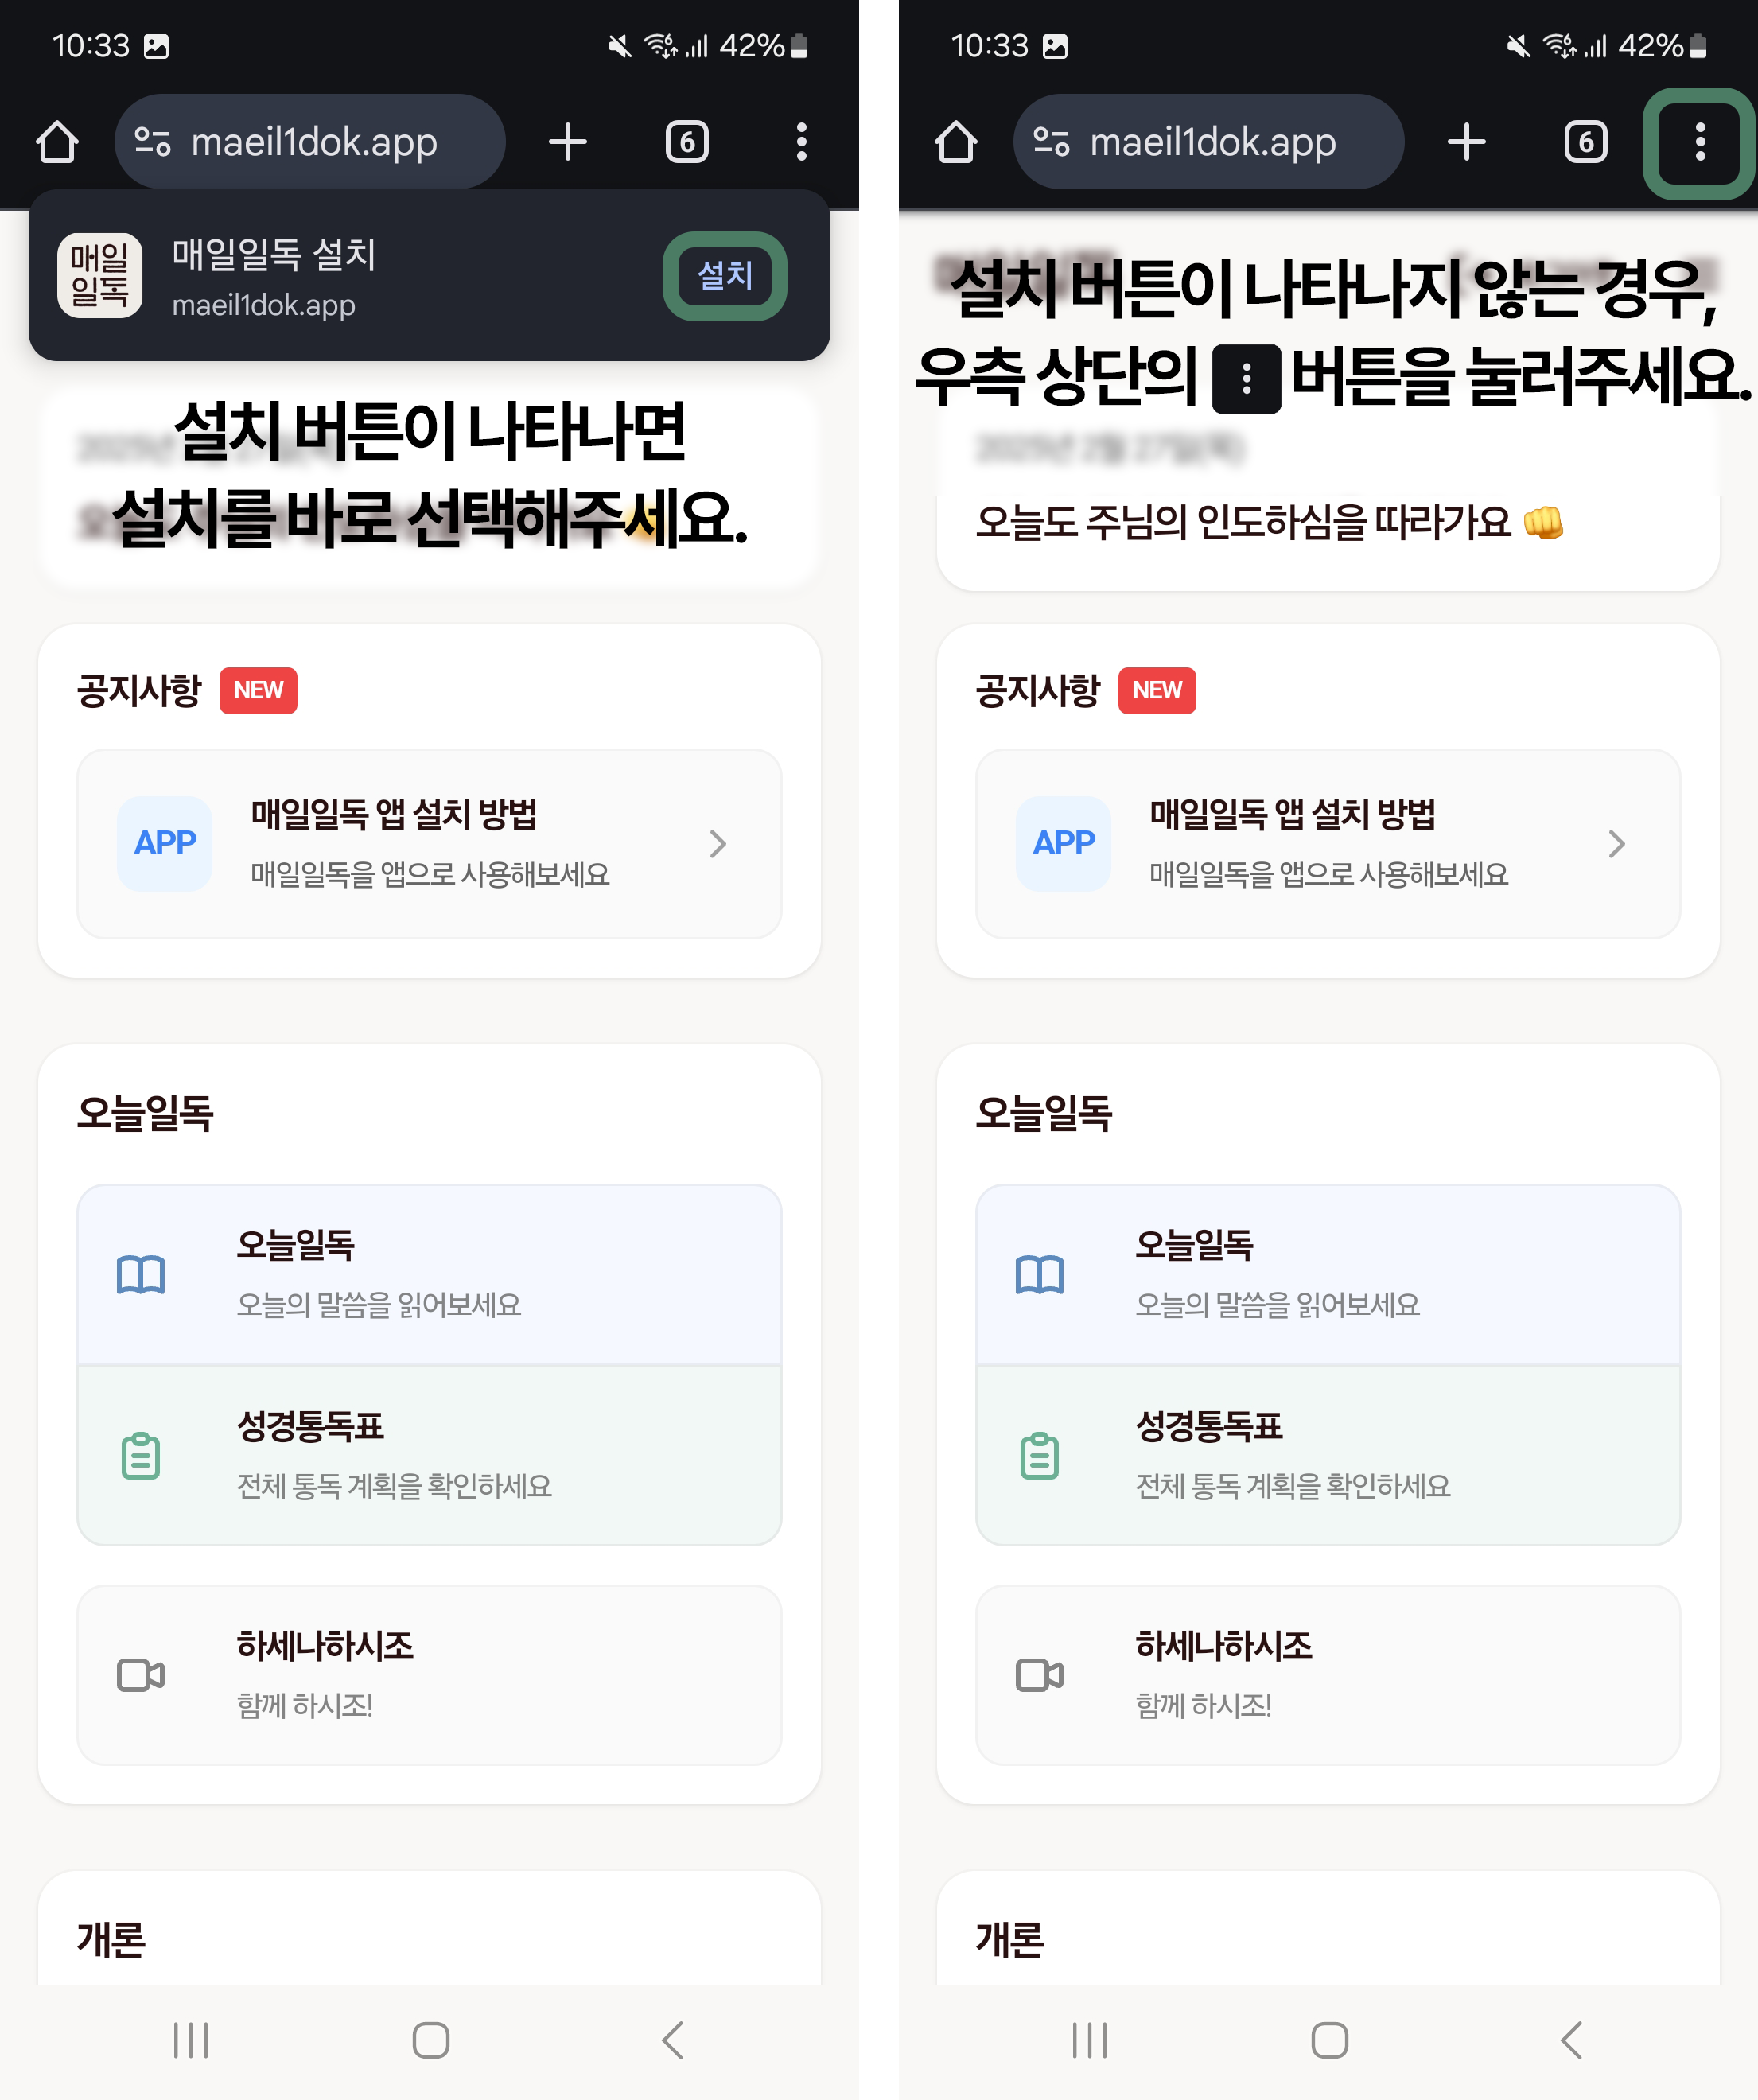 10:33
42%
maeil1dok.app
6
매일
일독
매일일독 설치
maeil1dok.app
설치
설치 버튼이 나타나면
설치를 바로 선택해주세요.
공지사항 NEW
APP
매일일독 앱 설치 방법
매일일독을 앱으로 사용해보세요
오늘일독
오늘일독
오늘의 말씀을 읽어보세요
성경통독표
전체 통독 계획을 확인하세요
하세나하시조
함께 하시조!
개론
10:33
42%
maeil1dok.app
6
설치 버튼이 나타나지 않는 경우,
우측 상단의 버튼을 눌러주세요.
2025년 2월 27일(목)
오늘도 주님의 인도하심을 따라가요 👊
공지사항 NEW
APP
매일일독 앱 설치 방법
매일일독을 앱으로 사용해보세요
오늘일독
오늘일독
오늘의 말씀을 읽어보세요
성경통독표
전체 통독 계획을 확인하세요
하세나하시조
함께 하시조!
개론